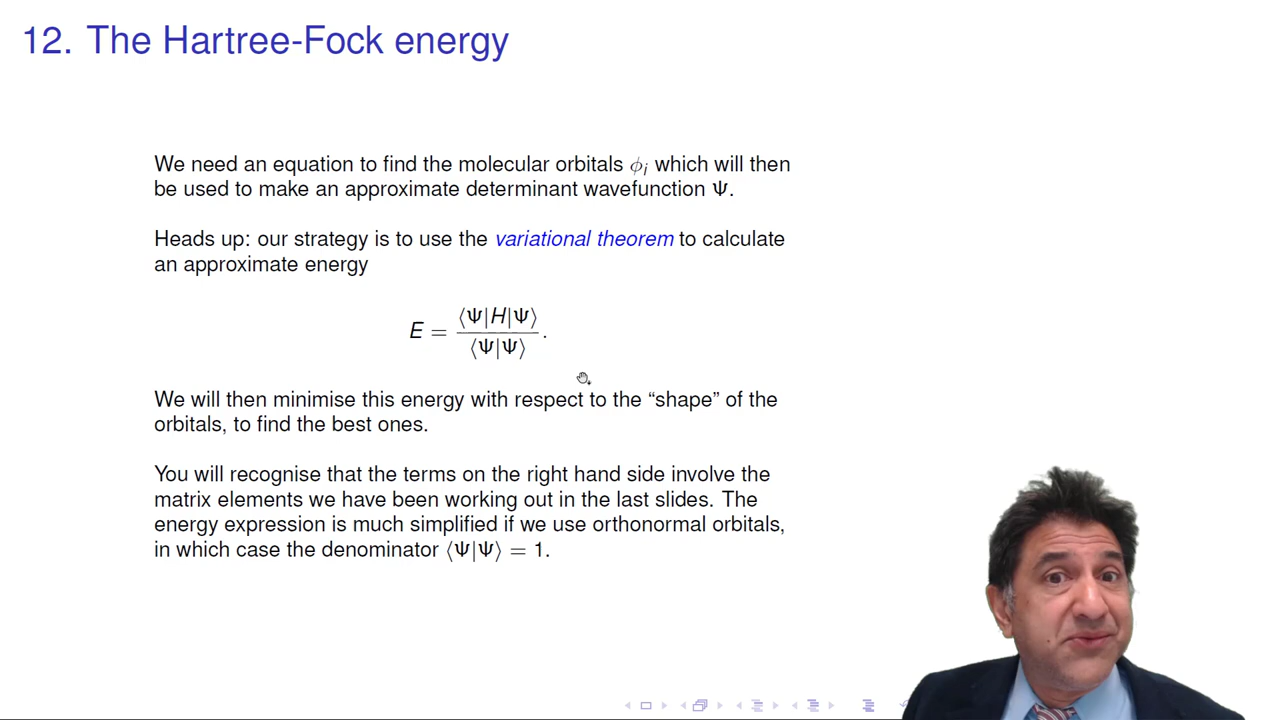 12. The Hartree-Fock energy
We need an equation to find the molecular orbitals ϕᵢ which will then
be used to make an approximate determinant wavefunction Ψ.
Heads up: our strategy is to use the variational theorem to calculate
an approximate energy
E = ⟨Ψ|H|Ψ⟩ / ⟨Ψ|Ψ⟩ .
We will then minimise this energy with respect to the “shape” of the
orbitals, to find the best ones.
You will recognise that the terms on the right hand side involve the
matrix elements we have been working out in the last slides. The
energy expression is much simplified if we use orthonormal orbitals,
in which case the denominator ⟨Ψ|Ψ⟩ = 1.